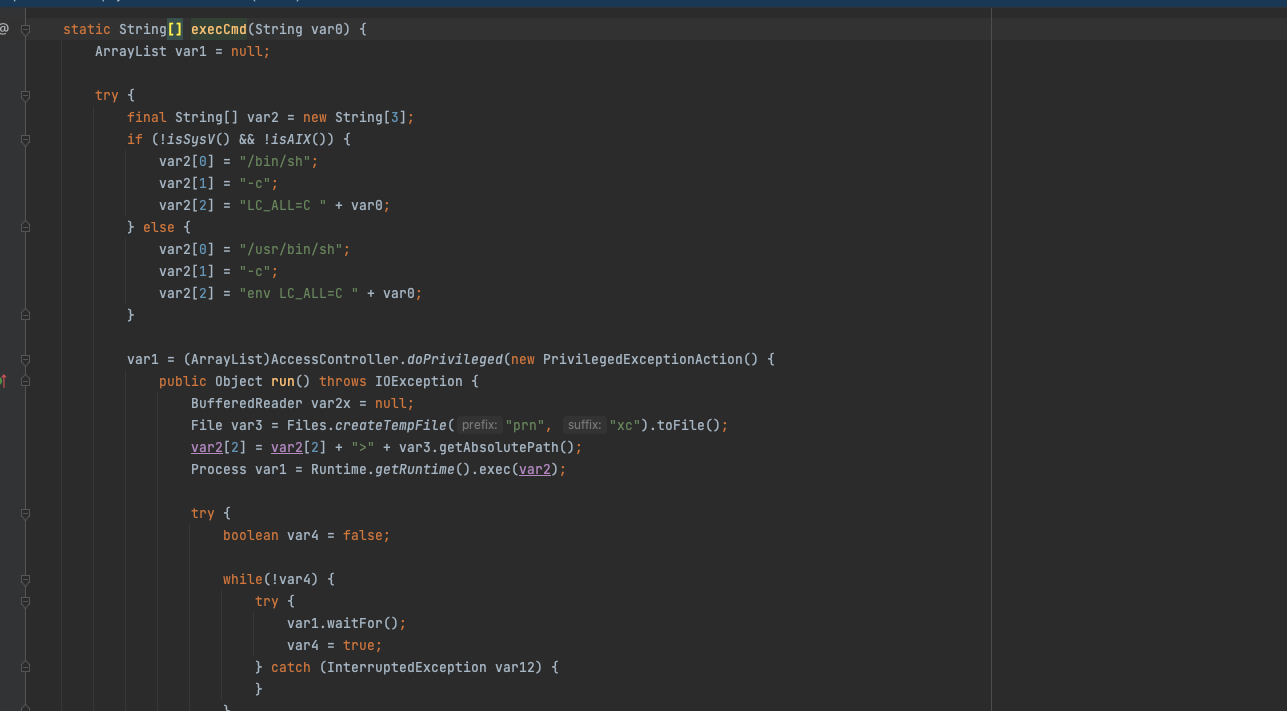 static String[] execCmd(String var0) {
    ArrayList var1 = null;

    try {
        final String[] var2 = new String[3];
        if (!isSysV() && !isAIX()) {
            var2[0] = "/bin/sh";
            var2[1] = "-c";
            var2[2] = "LC_ALL=C " + var0;
        } else {
            var2[0] = "/usr/bin/sh";
            var2[1] = "-c";
            var2[2] = "env LC_ALL=C " + var0;
        }

        var1 = (ArrayList)AccessController.doPrivileged(new PrivilegedExceptionAction() {
            public Object run() throws IOException {
                BufferedReader var2x = null;
                File var3 = Files.createTempFile( prefix: "prn", suffix: "xc").toFile();
                var2[2] = var2[2] + ">" + var3.getAbsolutePath();
                Process var1 = Runtime.getRuntime().exec(var2);

                try {
                    boolean var4 = false;

                    while(!var4) {
                        try {
                            var1.waitFor();
                            var4 = true;
                        } catch (InterruptedException var12) {
                        }
                    }